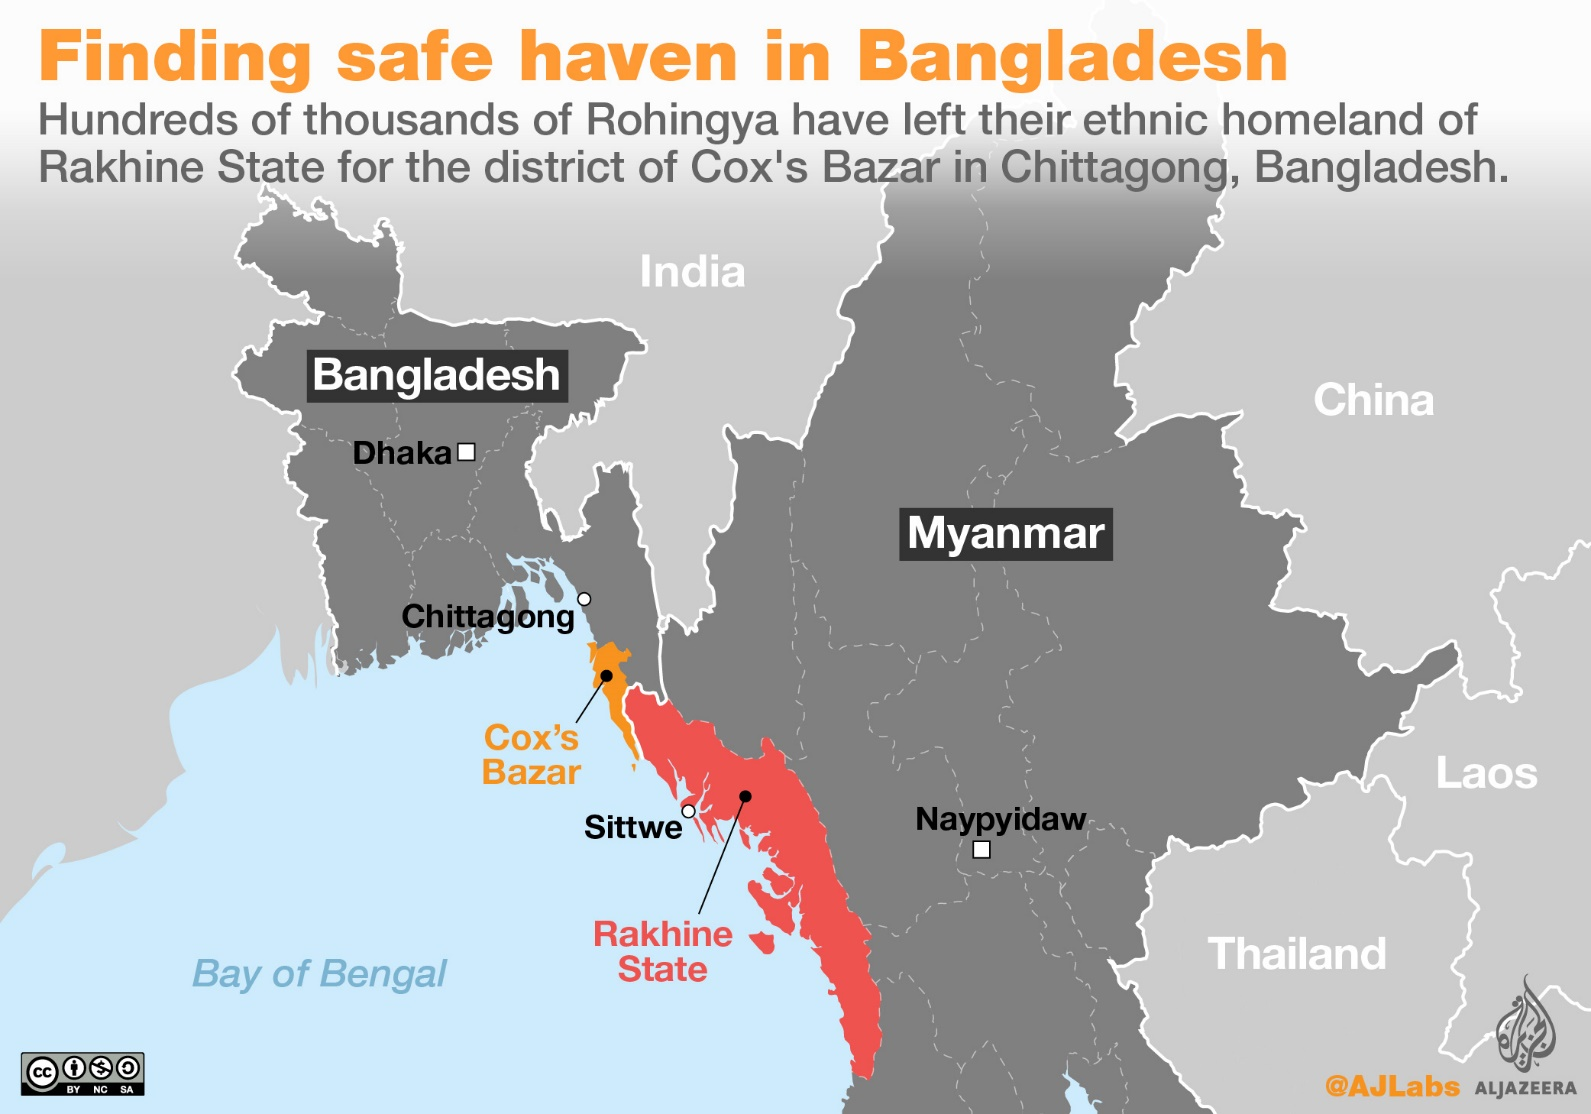 Finding safe haven in Bangladesh
Hundreds of thousands of Rohingya have left their ethnic homeland of
Rakhine State for the district of Cox's Bazar in Chittagong, Bangladesh.
India
Bangladesh
China
Dhaka
Myanmar
Chittagong
Cox’s
Bazar
Laos
Sittwe
Naypyidaw
Rakhine
State
Thailand
Bay of Bengal
cc
BY NC SA
@AJLabs
ALJAZEERA